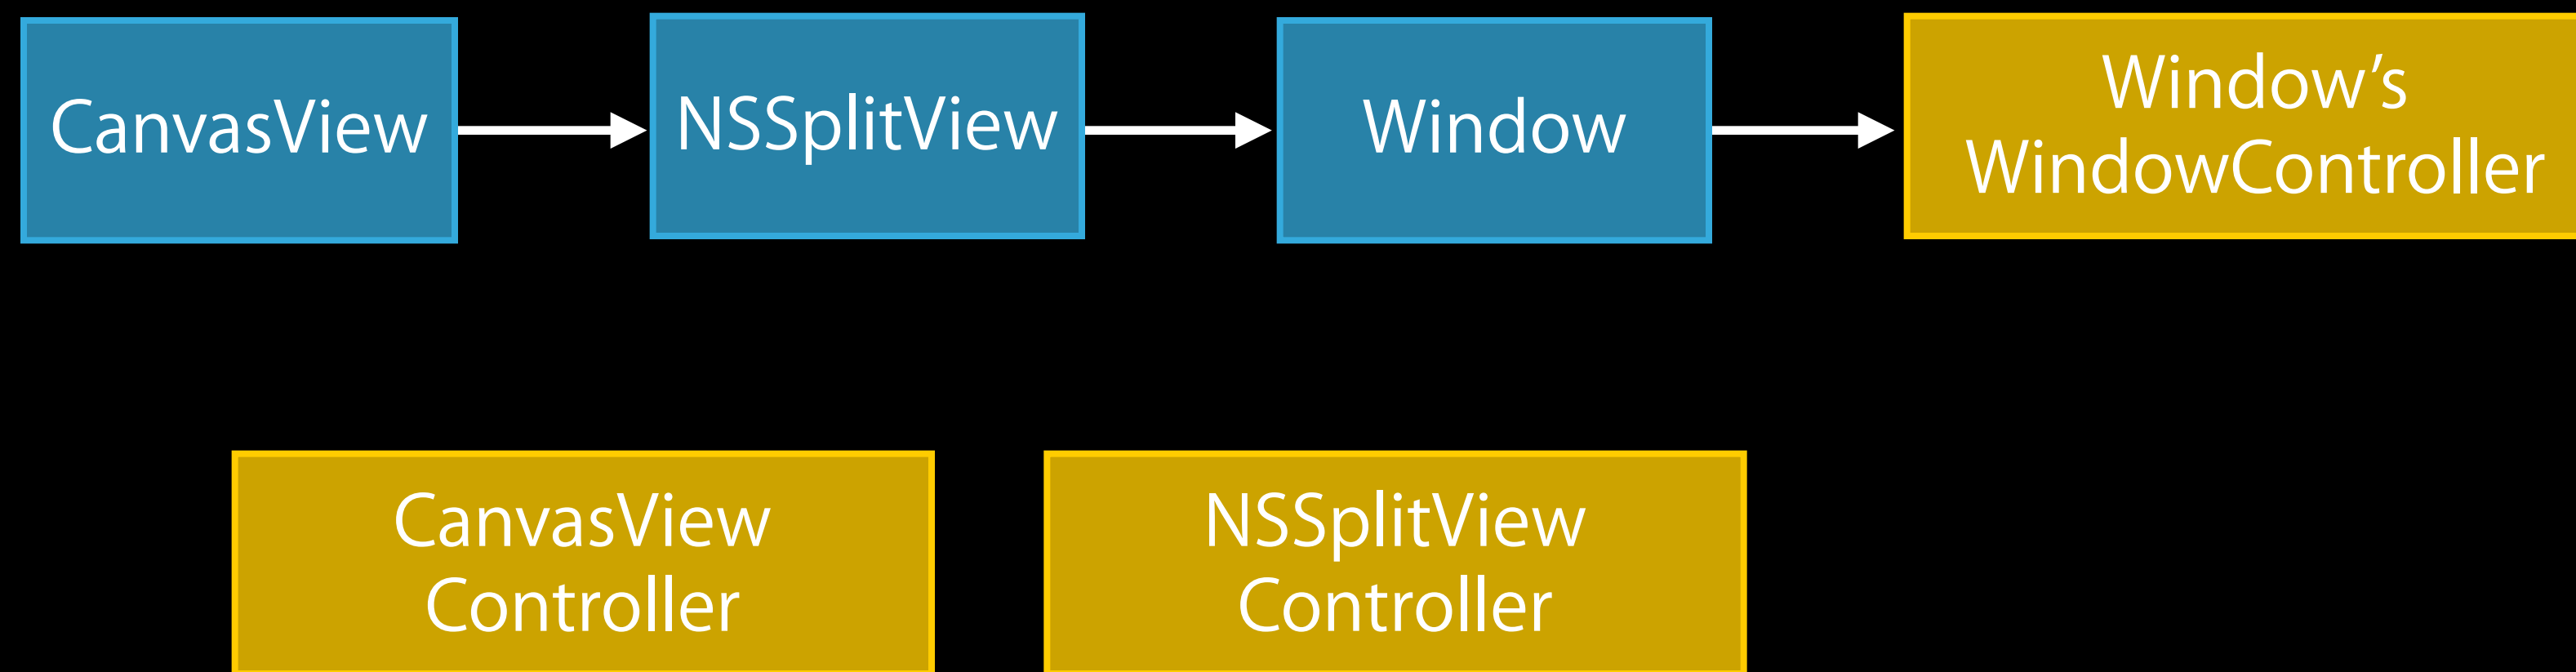 CanvasView
NSSplitView
Window
Window’s
WindowController
CanvasView
Controller
NSSplitView
Controller